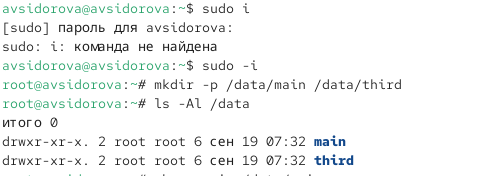 avsidorova@avsidorova:~$ sudo i
[sudo] пароль для avsidorova:
sudo: i: команда не найдена
avsidorova@avsidorova:~$ sudo -i
root@avsidorova:~# mkdir -p /data/main /data/third
root@avsidorova:~# ls -Al /data
итого 0
drwxr-xr-x. 2 root root 6 сен 19 07:32 main
drwxr-xr-x. 2 root root 6 сен 19 07:32 third